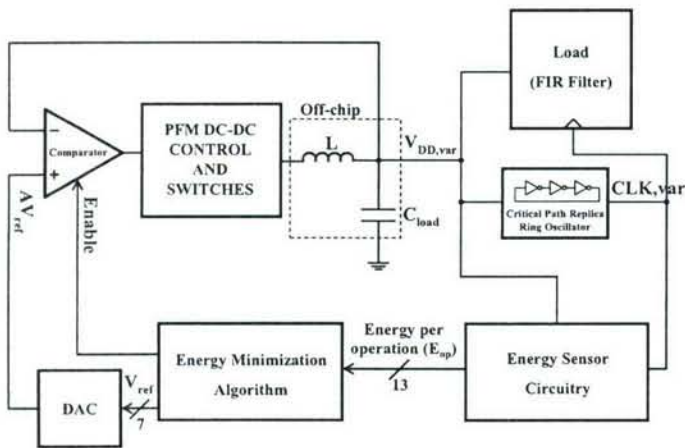 Load
(FIR Filter)
Off-chip
PFM DC-DC
CONTROL
AND
SWITCHES
L
V_DD,var
−
Comparator
+
AV_ref
Enable
C_load
CLK,var
Critical Path Replica
Ring Oscillator
Energy per
operation (E_op)
13
Energy Minimization
Algorithm
Energy Sensor
Circuitry
V_ref
7
DAC